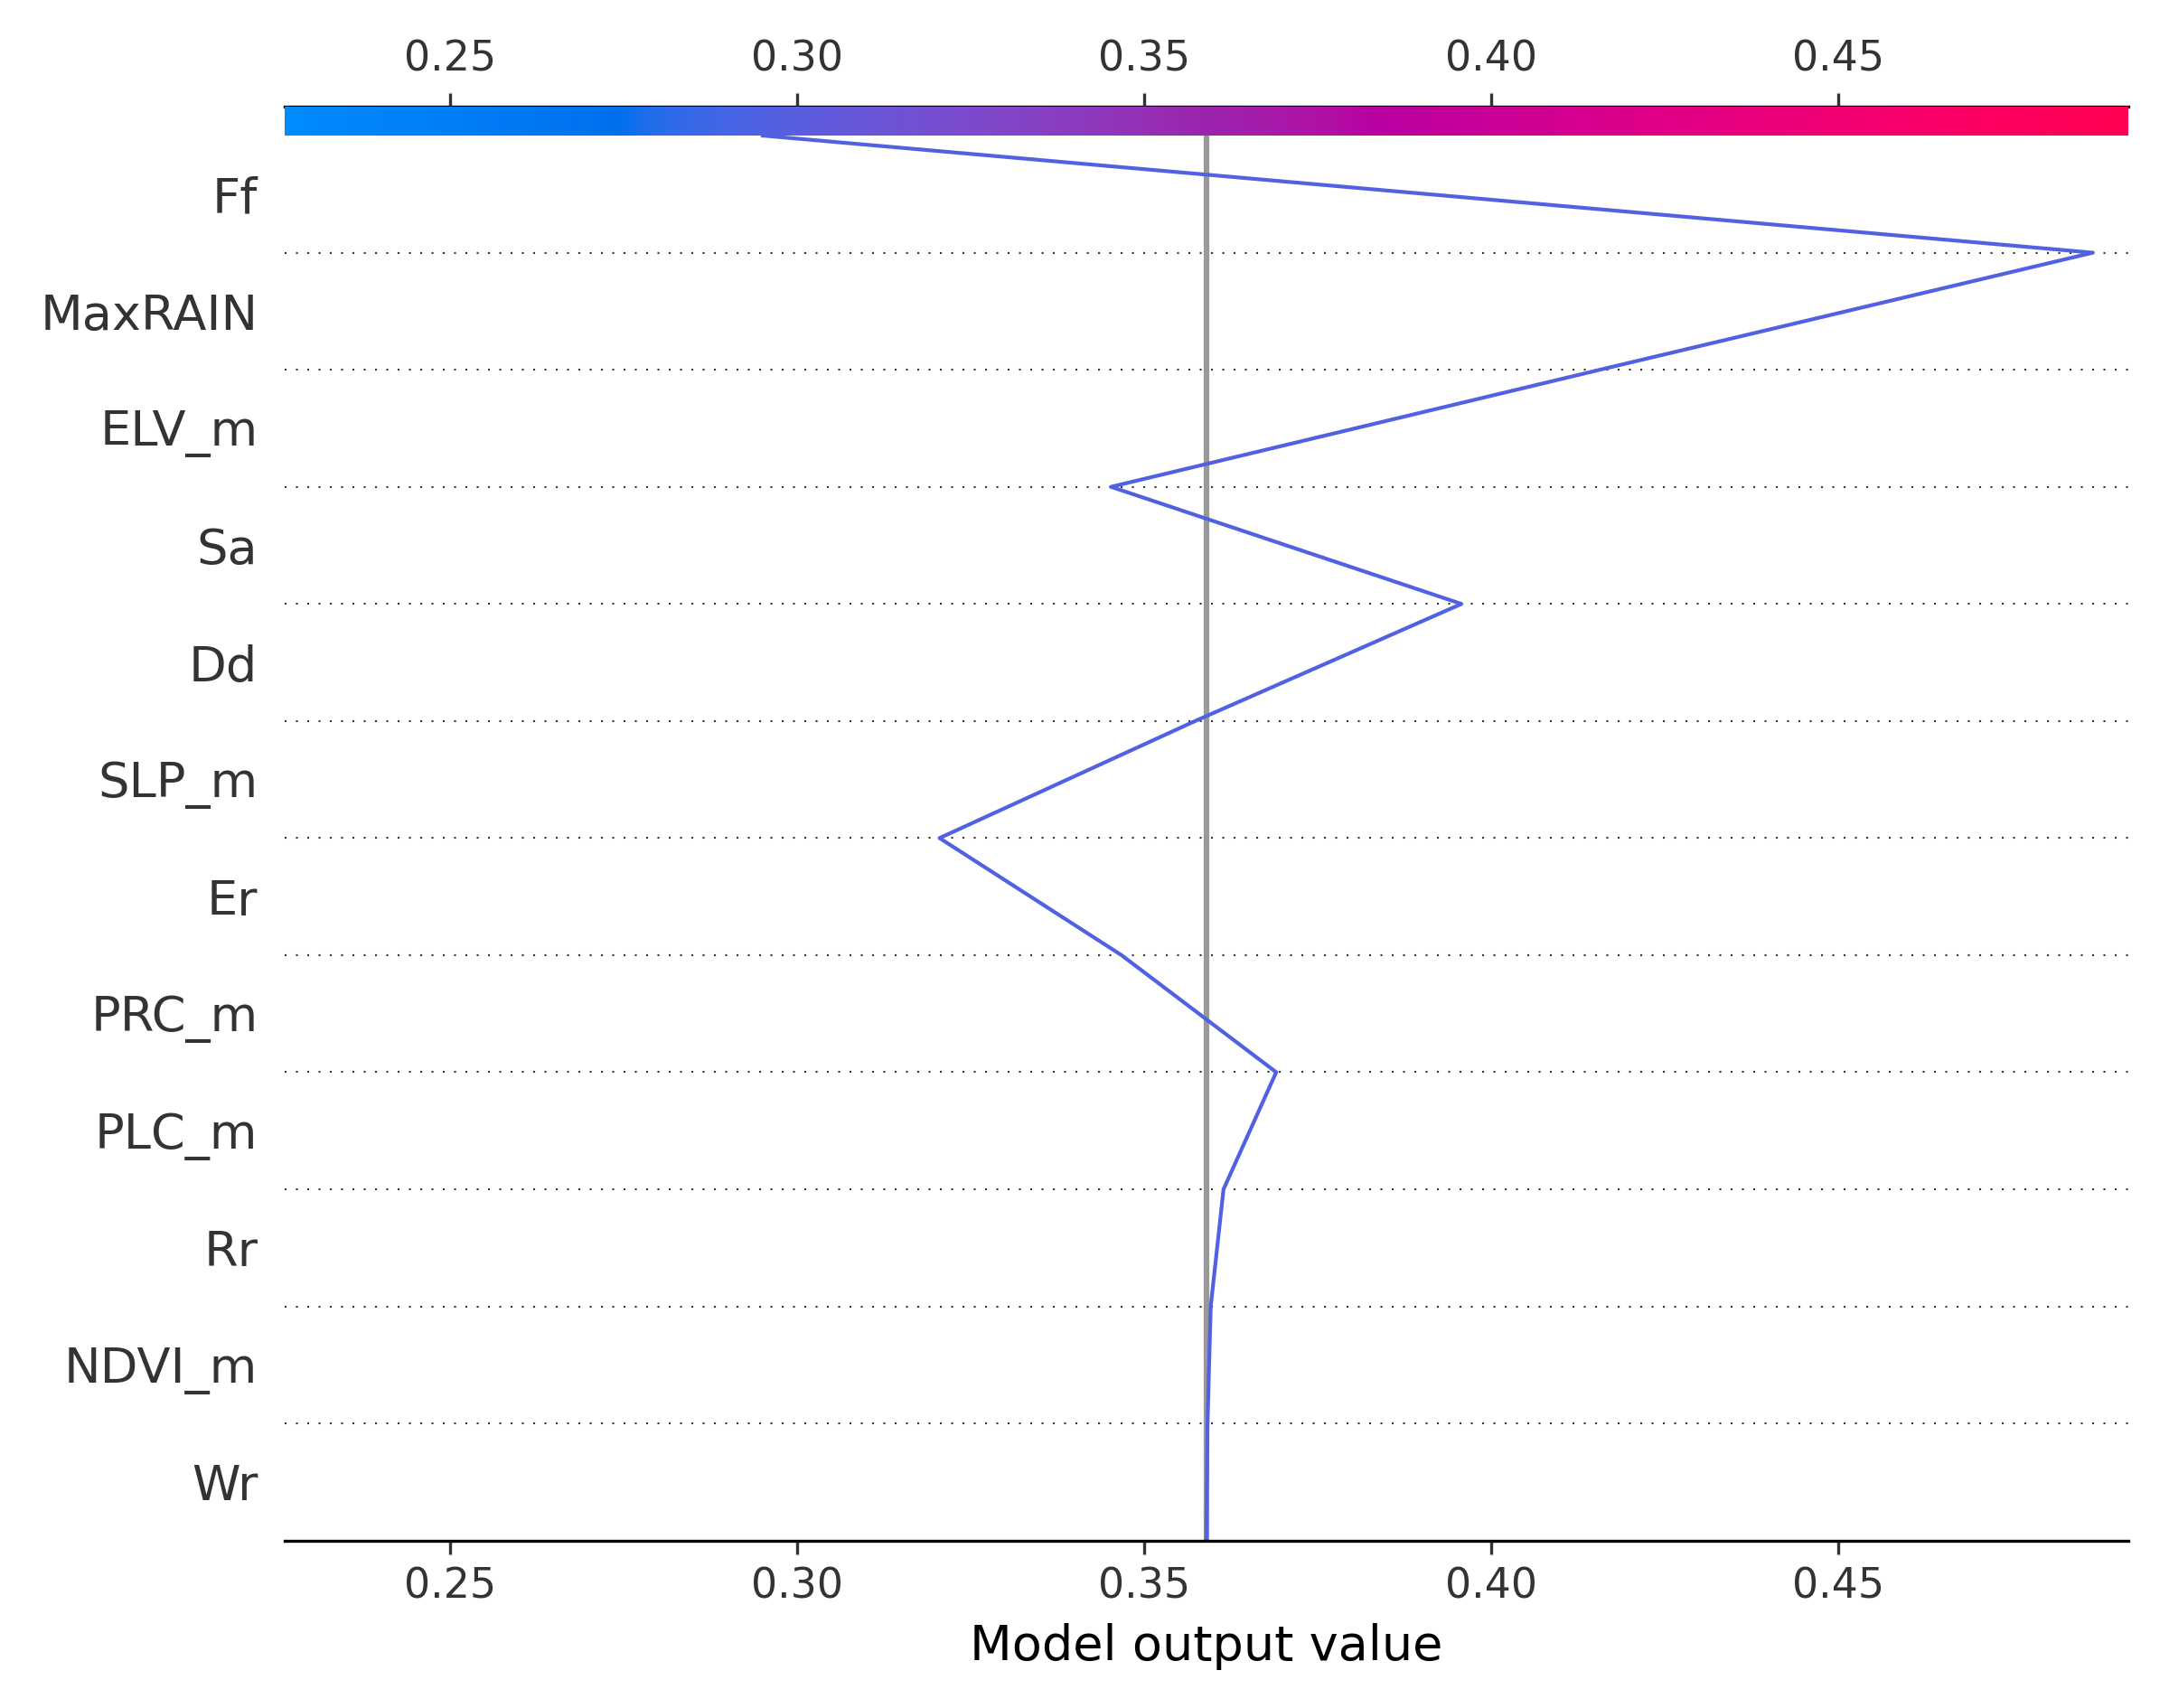 0.25 0.30 0.35 0.40 0.45
Ff
MaxRAIN
ELV_m
Sa
Dd
SLP_m
Er
PRC_m
PLC_m
Rr
NDVI_m
Wr
0.25 0.30 0.35 0.40 0.45
Model output value